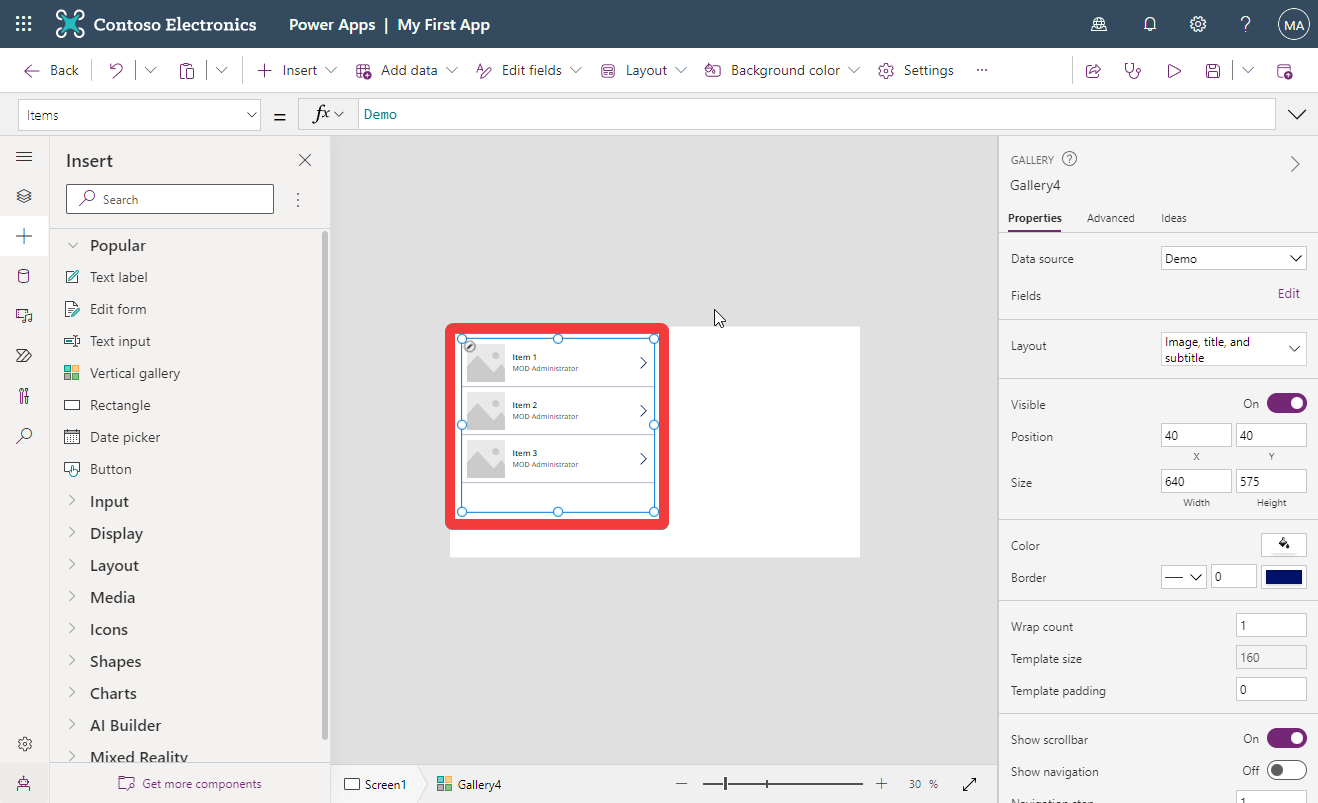 Contoso Electronics
Power Apps | My First App
MA
Back
Insert
Add data
Edit fields
Layout
Background color
Settings
Items
=
fx
Demo
Insert
Search
Popular
Text label
Edit form
Text input
Vertical gallery
Rectangle
Date picker
Button
Input
Display
Layout
Media
Icons
Shapes
Charts
AI Builder
Mixed Reality
Get more components
Item 1
MOD Administrator
Item 2
MOD Administrator
Item 3
MOD Administrator
Screen1
Gallery4
30 %
GALLERY
Gallery4
Properties
Advanced
Ideas
Data source
Demo
Fields
Edit
Layout
Image, title, and
subtitle
Visible
On
Position
40
40
X
Y
Size
640
575
Width
Height
Color
Border
0
Wrap count
1
Template size
160
Template padding
0
Show scrollbar
On
Show navigation
Off
Navigation step
1